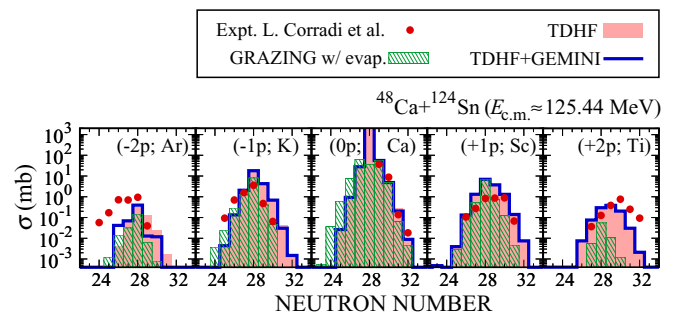 Expt. L. Corradi et al. TDHF
GRAZING w/ evap. TDHF+GEMINI
⁴⁸Ca+¹²⁴Sn (E_c.m.≈125.44 MeV)
(-2p; Ar) (-1p; K) (0p; Ca) (+1p; Sc) (+2p; Ti)
10³
10²
10¹
10⁰
10⁻¹
10⁻²
10⁻³
σ (mb)
24 28 32 24 28 32 24 28 32 24 28 32 24 28 32
NEUTRON NUMBER